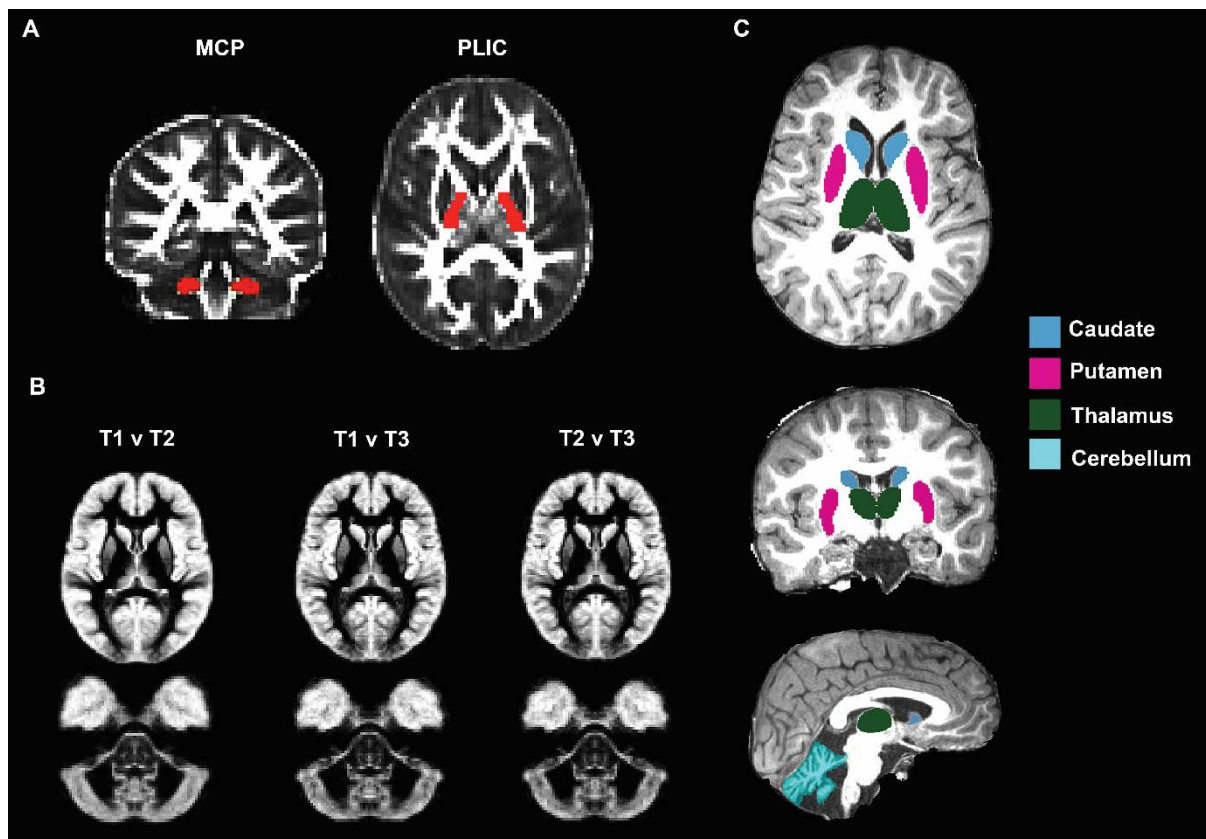 A
MCP
PLIC
B
T1 v T2
T1 v T3
T2 v T3
C
Caudate
Putamen
Thalamus
Cerebellum